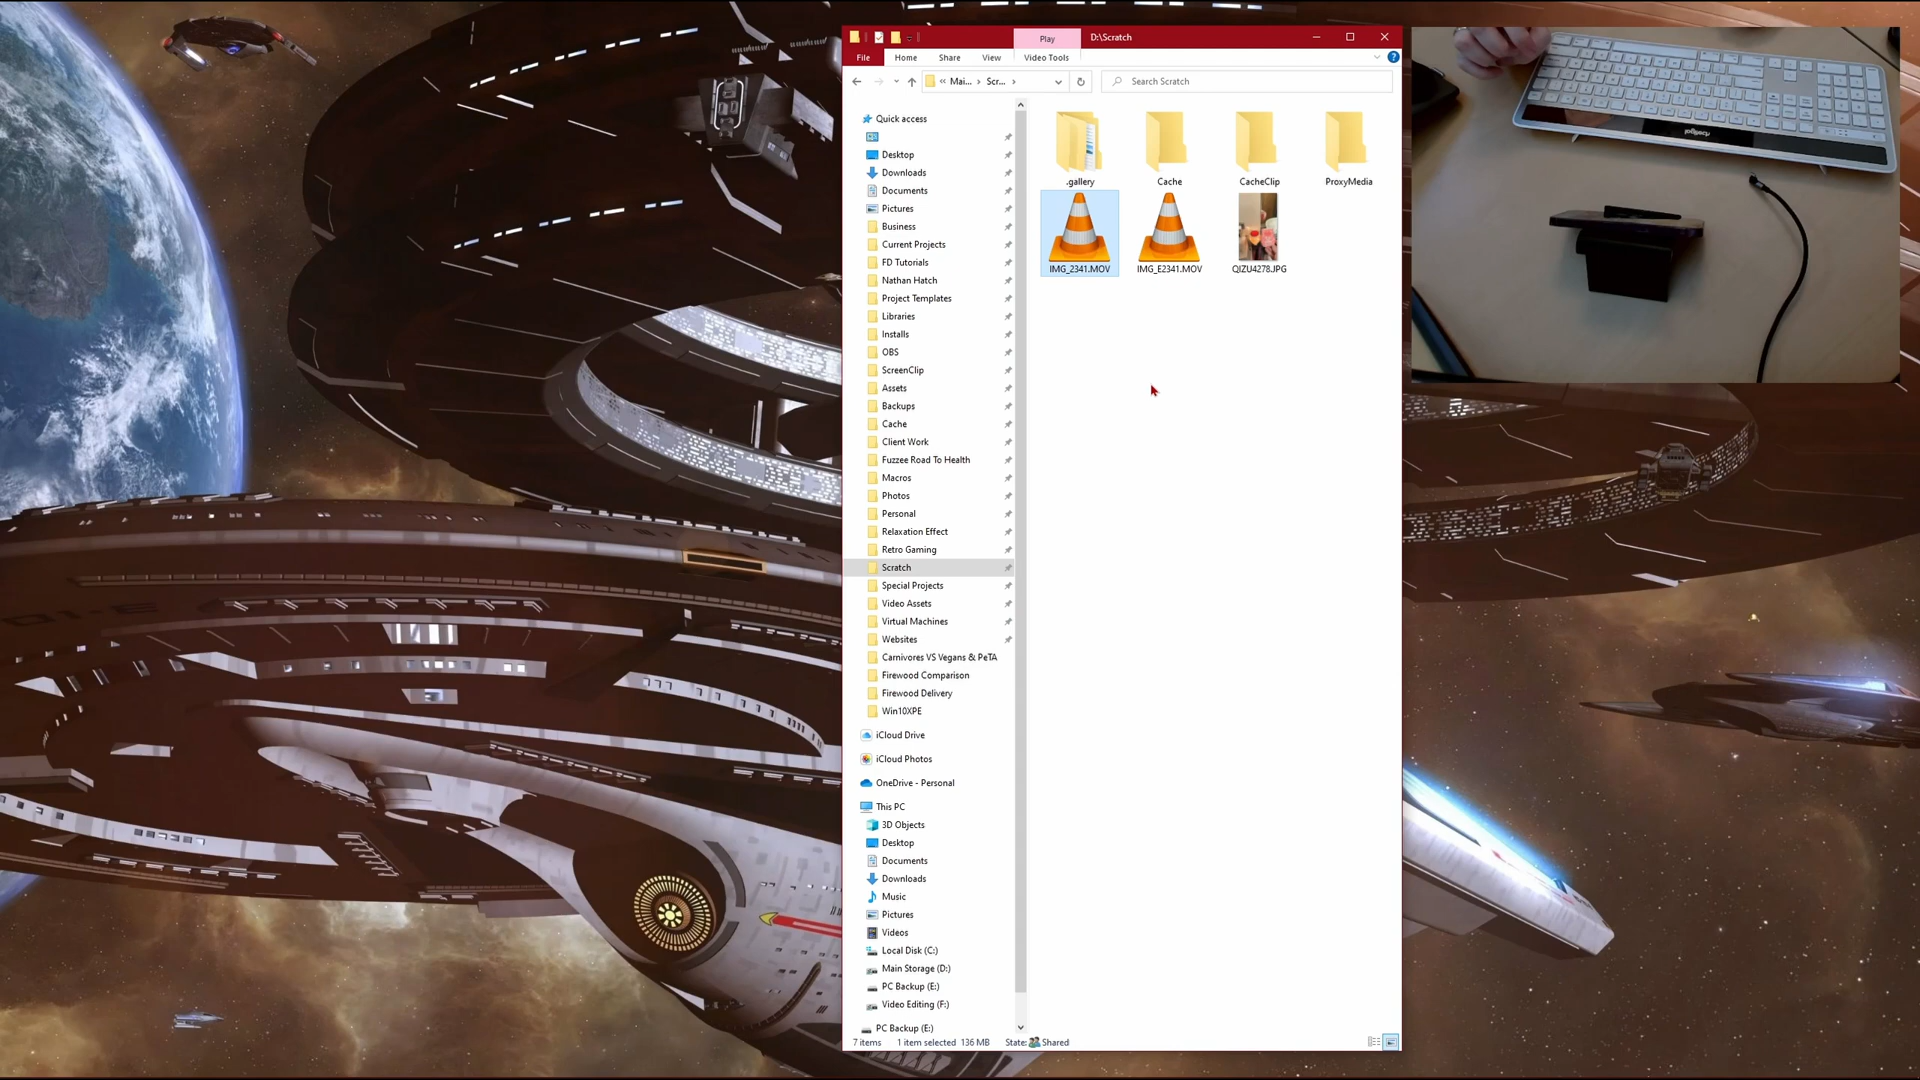 Play
D:\Scratch
File
Home
Share
View
Video Tools
« Mai... › Scr... ›
Search Scratch
Quick access
Desktop
Downloads
Documents
Pictures
Business
Current Projects
FD Tutorials
Nathan Hatch
Project Templates
Libraries
Installs
OBS
ScreenClip
Assets
Backups
Cache
Client Work
Fuzzee Road To Health
Macros
Photos
Personal
Relaxation Effect
Retro Gaming
Scratch
Special Projects
Video Assets
Virtual Machines
Websites
Carnivores VS Vegans & PeTA
Firewood Comparison
Firewood Delivery
Win10XPE
iCloud Drive
iCloud Photos
OneDrive - Personal
This PC
3D Objects
Desktop
Documents
Downloads
Music
Pictures
Videos
Local Disk (C:)
Main Storage (D:)
PC Backup (E:)
Video Editing (F:)
PC Backup (E:)
.gallery
Cache
CacheClip
ProxyMedia
IMG_2341.MOV
IMG_E2341.MOV
QIZU4278.JPG
7 items
1 item selected 136 MB
State: Shared
logitech